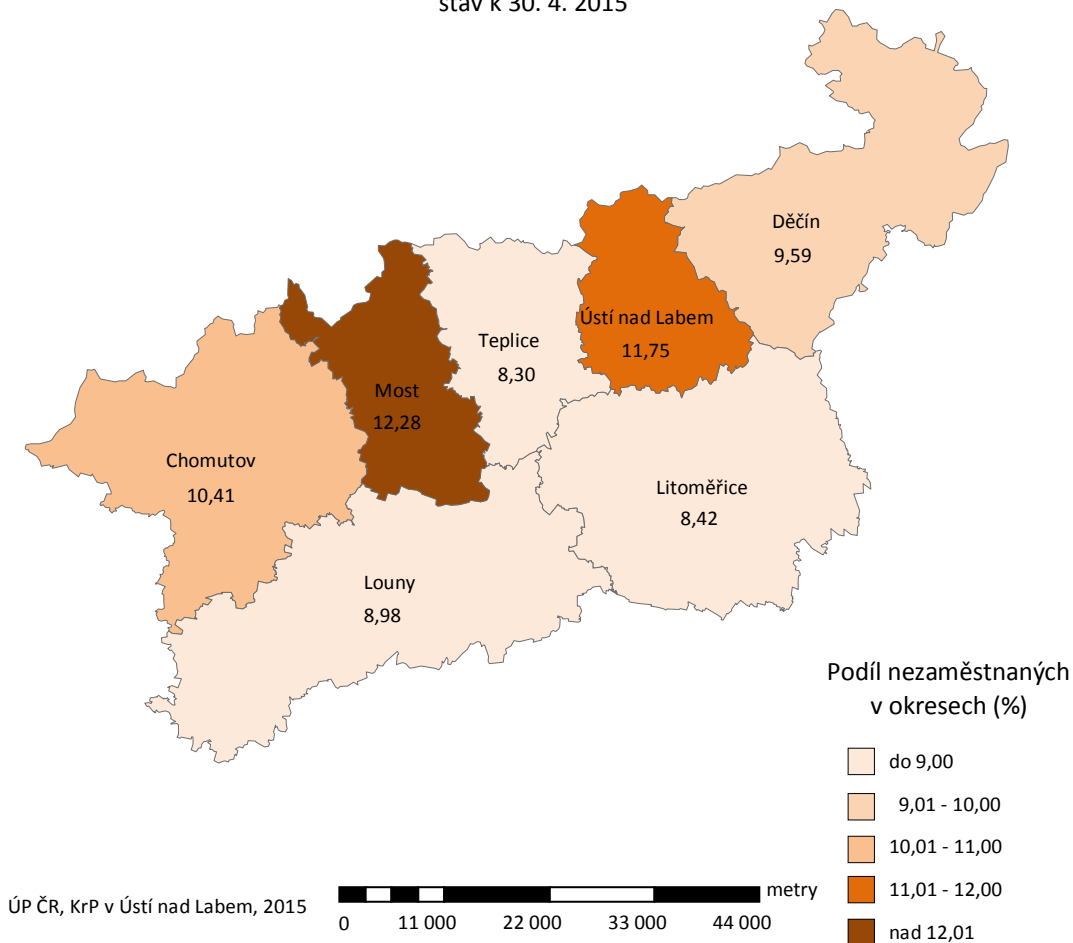 stav k 30. 4. 2015
Děčín
9,59
Ústí nad Labem
11,75
Teplice
8,30
Most
12,28
Chomutov
10,41
Litoměřice
8,42
Louny
8,98
Podíl nezaměstnaných
v okresech (%)
do 9,00
9,01 - 10,00
10,01 - 11,00
11,01 - 12,00
nad 12,01
ÚP ČR, KrP v Ústí nad Labem, 2015
metry
0 11 000 22 000 33 000 44 000